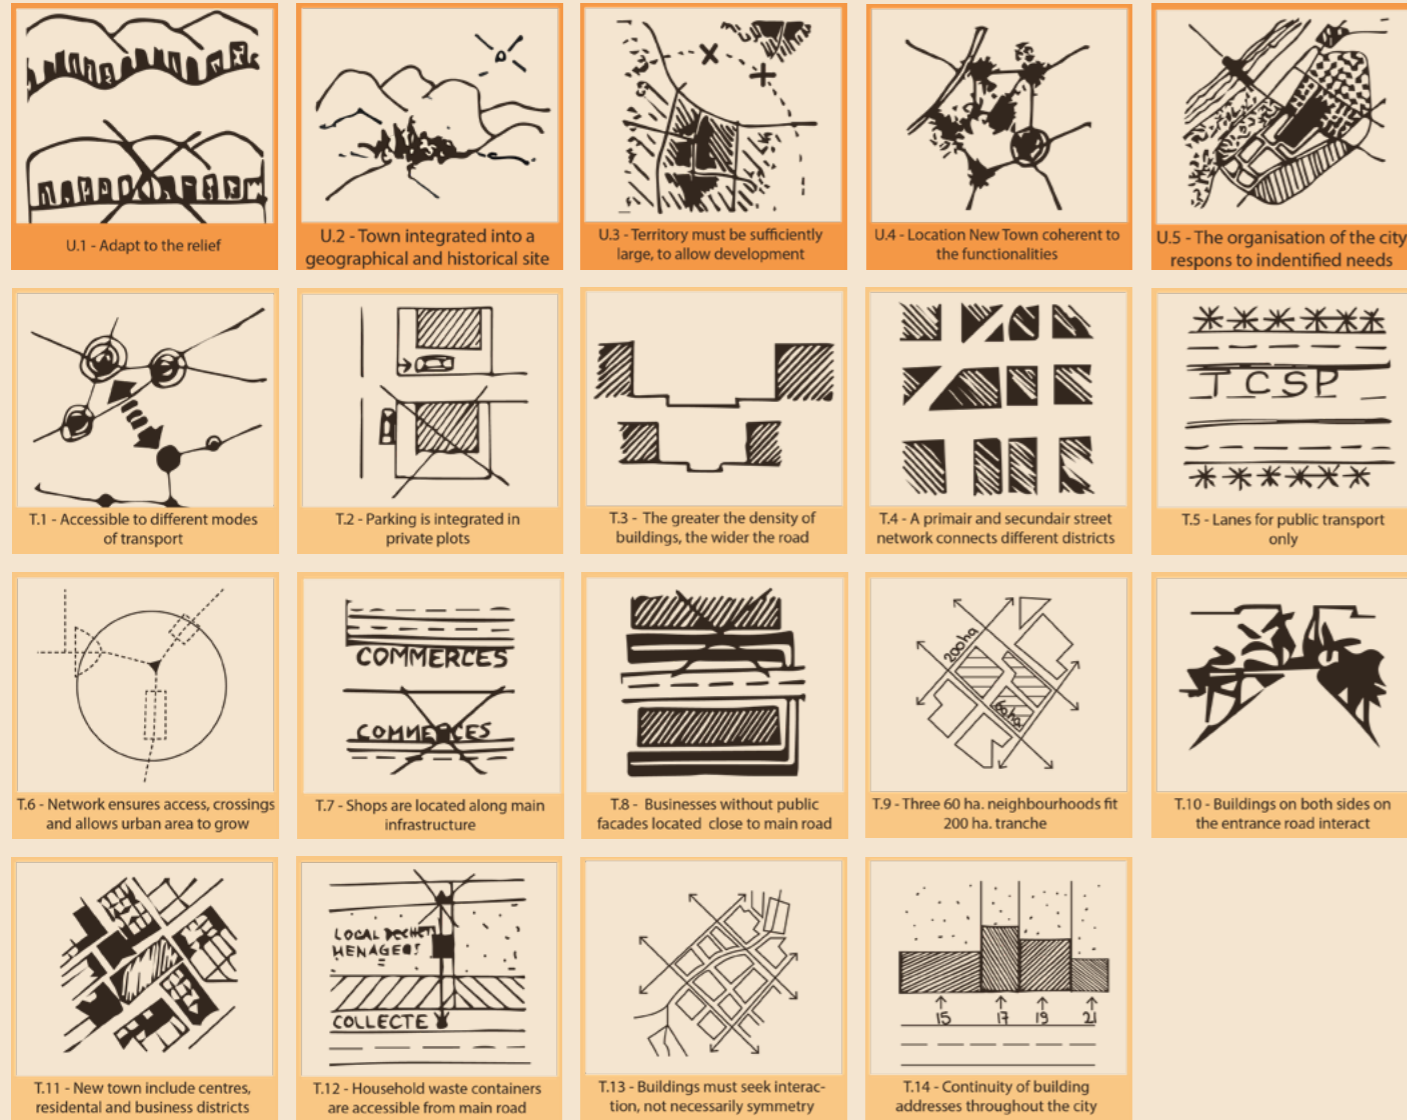 U.1 - Adapt to the relief
U.2 - Town integrated into a
geographical and historical site
U.3 - Territory must be sufficiently
large, to allow development
U.4 - Location New Town coherent to
the functionalities
U.5 - The organisation of the city
respons to indentified needs
T.1 - Accessible to different modes
of transport
T.2 - Parking is integrated in
private plots
T.3 - The greater the density of
buildings, the wider the road
T.4 - A primair and secundair street
network connects different districts
TCSP
T.5 - Lanes for public transport
only
T.6 - Network ensures access, crossings
and allows urban area to grow
COMMERCES
COMMERCES
T.7 - Shops are located along main
infrastructure
T.8 - Businesses without public
facades located close to main road
200 ha
60 ha
T.9 - Three 60 ha. neighbourhoods fit
200 ha. tranche
T.10 - Buildings on both sides on
the entrance road interact
T.11 - New town include centres,
residental and business districts
LOCAL DECHETS
MENAGERS
COLLECTE
T.12 - Household waste containers
are accessible from main road
T.13 - Buildings must seek interac-
tion, not necessarily symmetry
15 17 19 21
T.14 - Continuity of building
addresses throughout the city